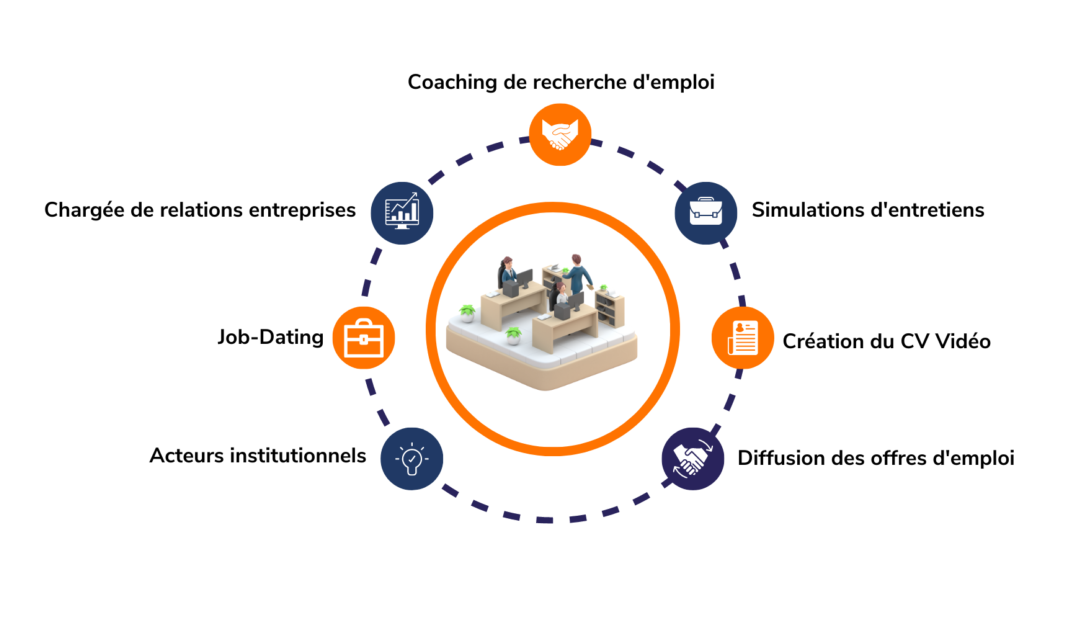 Coaching de recherche d'emploi
Chargée de relations entreprises
Simulations d'entretiens
Job-Dating
Création du CV Vidéo
Acteurs institutionnels
Diffusion des offres d'emploi